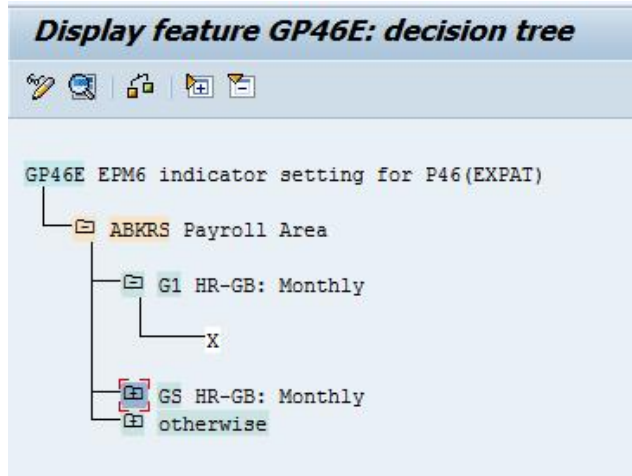 Display feature GP46E: decision tree
GP46E EPM6 indicator setting for P46(EXPAT)
ABKRS Payroll Area
G1 HR-GB: Monthly
X
GS HR-GB: Monthly
otherwise